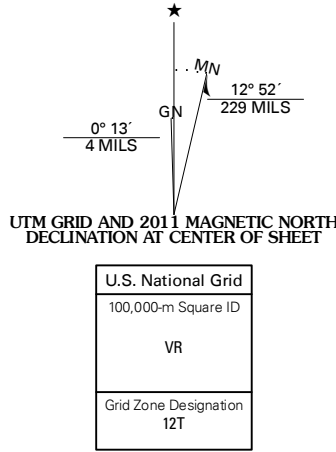 ★
MN
GN
12° 52´
229 MILS
0° 13´
4 MILS
UTM GRID AND 2011 MAGNETIC NORTH
DECLINATION AT CENTER OF SHEET
U.S. National Grid
100,000-m Square ID
VR
Grid Zone Designation
12T